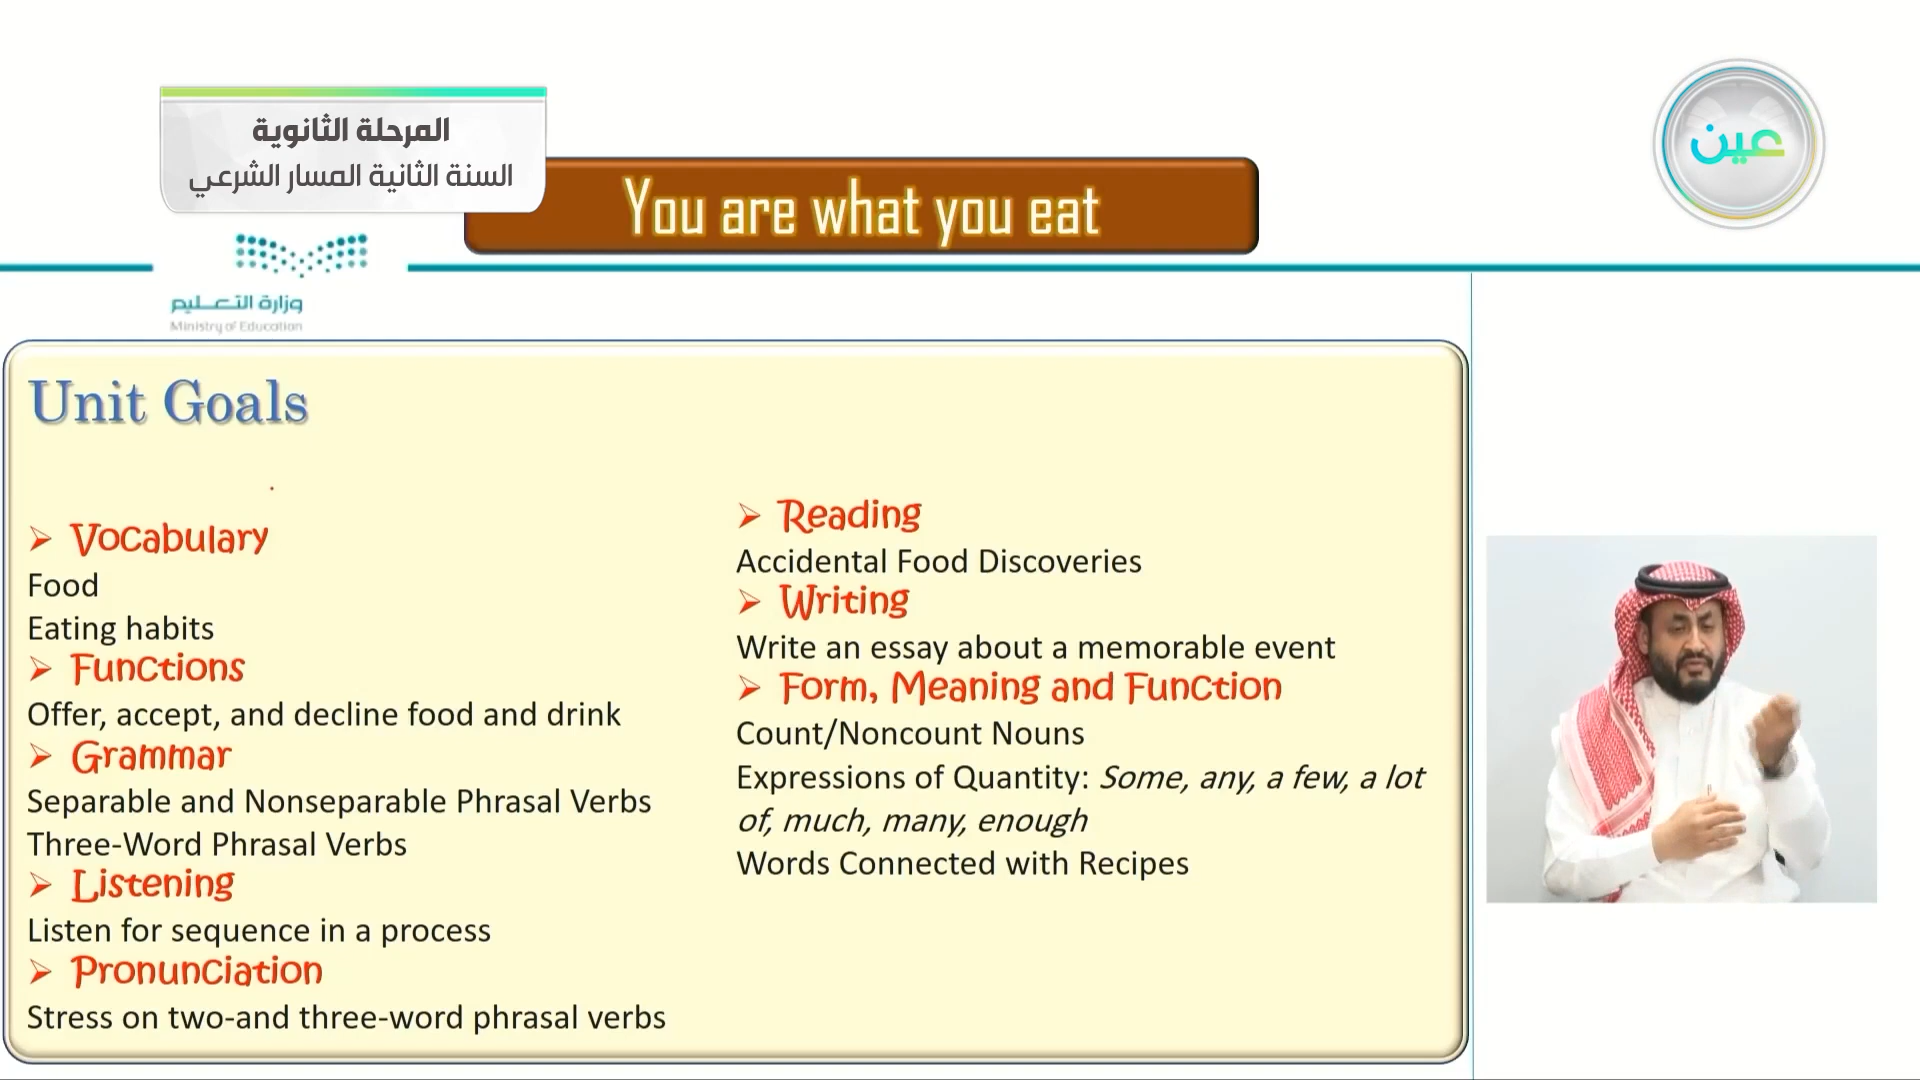 المرحلة الثانوية
السنة الثانية المسار الشرعي
عين
You are what you eat
وزارة التعليم
Ministry of Education
Unit Goals
Vocabulary
Food
Eating habits
Functions
Offer, accept, and decline food and drink
Grammar
Separable and Nonseparable Phrasal Verbs
Three-Word Phrasal Verbs
Listening
Listen for sequence in a process
Pronunciation
Stress on two-and three-word phrasal verbs
Reading
Accidental Food Discoveries
Writing
Write an essay about a memorable event
Form, Meaning and Function
Count/Noncount Nouns
Expressions of Quantity: Some, any, a few, a lot
of, much, many, enough
Words Connected with Recipes